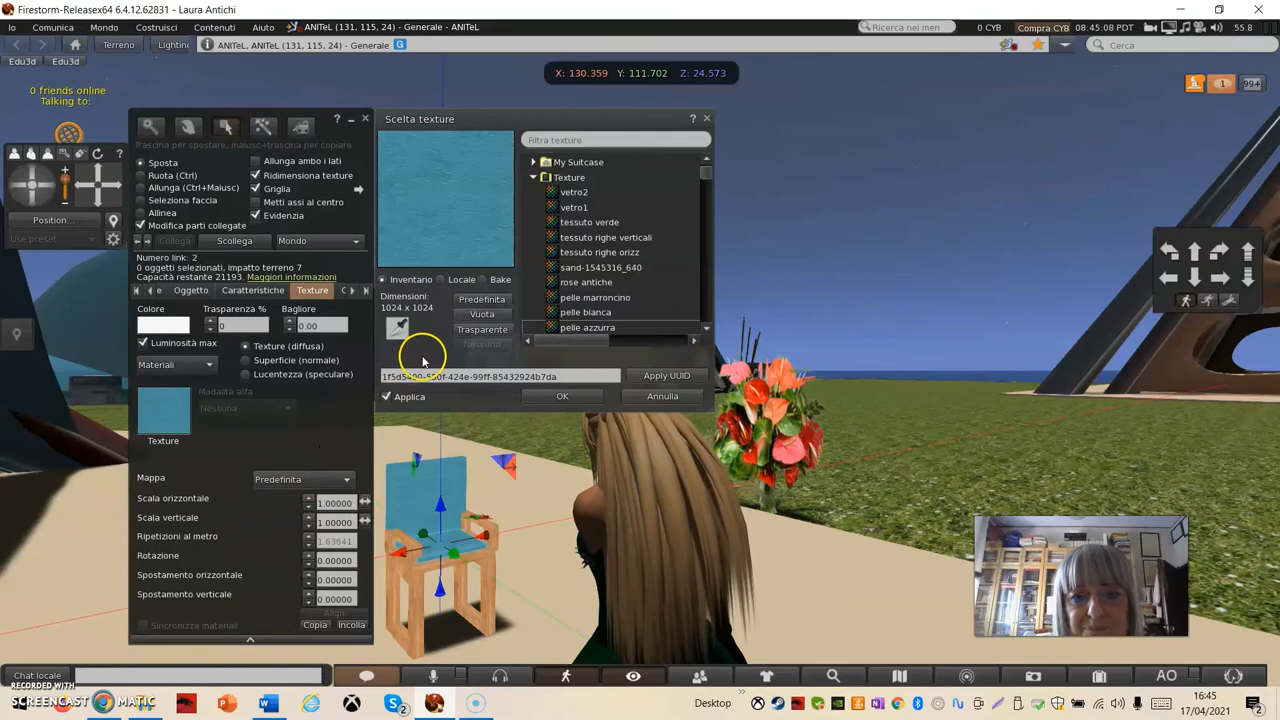 Firestorm-Releasex64 6.4.12.62831 - Laura Antichi
Io Comunica Mondo Costruisci Contenuti Aiuto ANITeL (131, 115, 24) - Generale - ANITeL
Ricerca nei men
0 CYB Compra CYB 08:45:08 PDT 55.8
Terreno Lighting ANITeL, ANITeL (131, 115, 24) - Generale G
Cerca
Edu3d Edu3d
0 friends online
Talking to:
X: 130.359 Y: 111.702 Z: 24.573
1 99+
Position...
Use preset
Trascina per spostare, maiusc+trascina per copiare
Sposta
Ruota (Ctrl)
Allunga (Ctrl+Maiusc)
Seleziona faccia
Allinea
Modifica parti collegate
Allunga ambo i lati
Ridimensiona texture
Griglia
Metti assi al centro
Evidenzia
Collega Scollega Mondo
Numero link: 2
0 oggetti selezionati, impatto terreno 7
Capacità restante 21193. Maggiori informazioni
e Oggetto Caratteristiche Texture C
Colore Trasparenza % Bagliore
0 0.00
Luminosità max
Texture (diffusa)
Materiali
Superficie (normale)
Lucentezza (speculare)
Modalità alfa
Nessuna
Texture
Mappa Predefinita
Scala orizzontale 1.00000
Scala verticale 1.00000
Ripetizioni al metro 1.63641
Rotazione 0.00000
Spostamento orizzontale 0.00000
Spostamento verticale 0.00000
Align
Sincronizza materiali Copia Incolla
Scelta texture
Filtra texture
My Suitcase
Texture
vetro2
vetro1
tessuto verde
tessuto righe verticali
tessuto righe orizz
sand-1545316_640
rose antiche
pelle marroncino
pelle bianca
pelle azzurra
Inventario Locale Bake
Dimensioni:
1024 x 1024
Predefinita
Vuota
Trasparente
Nessuna
Apply UUID
Applica OK Annulla
Chat locale
AO
RECORDED WITH
SCREENCAST MATIC
Desktop
16:45
17/04/2021
2